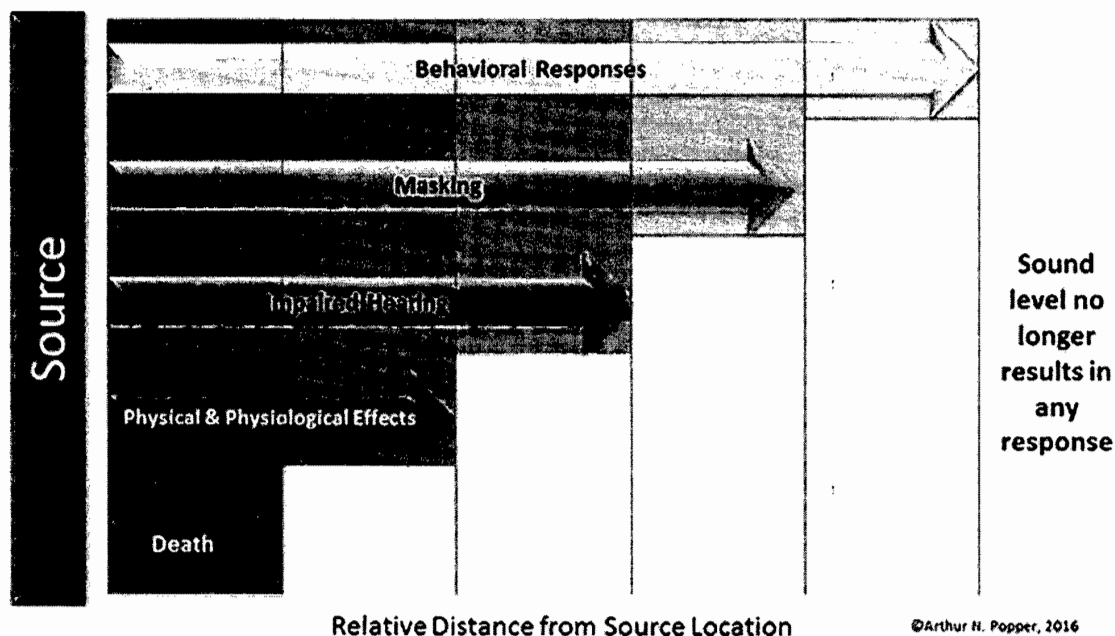 Source
Behavioral Responses
Masking
Impaired Hearing
Physical & Physiological Effects
Death
Sound
level no
longer
results in
any
response
Relative Distance from Source Location
©Arthur N. Popper, 2016